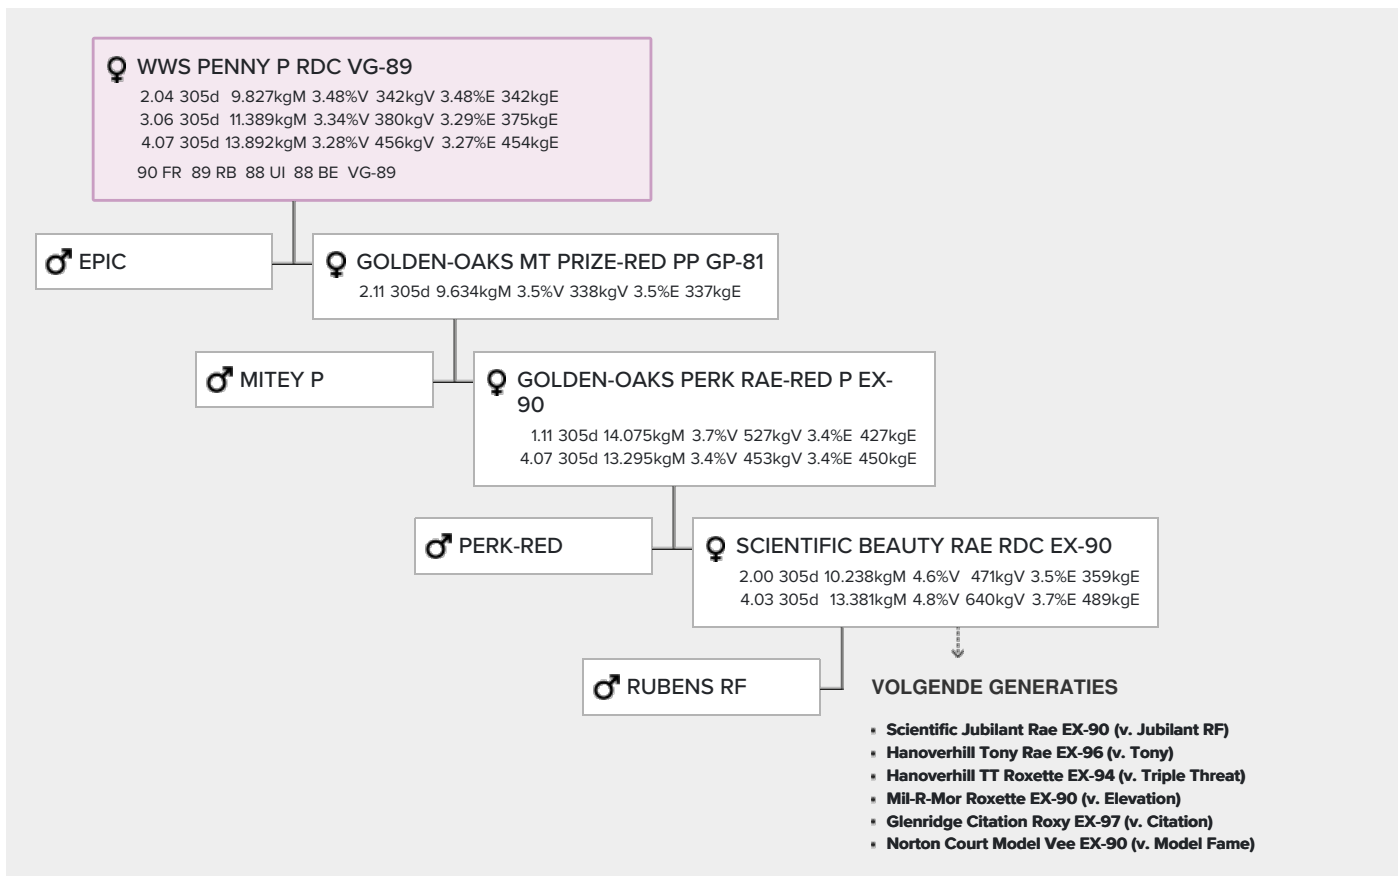 WWS PENNY P RDC VG-89
2.04 305d 9.827kgM 3.48%V 342kgV 3.48%E 342kgE
3.06 305d 11.389kgM 3.34%V 380kgV 3.29%E 375kgE
4.07 305d 13.892kgM 3.28%V 456kgV 3.27%E 454kgE
90 FR 89 RB 88 UI 88 BE VG-89
EPIC
GOLDEN-OAKS MT PRIZE-RED PP GP-81
2.11 305d 9.634kgM 3.5%V 338kgV 3.5%E 337kgE
MITEY P
GOLDEN-OAKS PERK RAE-RED P EX-
90
1.11 305d 14.075kgM 3.7%V 527kgV 3.4%E 427kgE
4.07 305d 13.295kgM 3.4%V 453kgV 3.4%E 450kgE
PERK-RED
SCIENTIFIC BEAUTY RAE RDC EX-90
2.00 305d 10.238kgM 4.6%V 471kgV 3.5%E 359kgE
4.03 305d 13.381kgM 4.8%V 640kgV 3.7%E 489kgE
RUBENS RF
VOLGENDE GENERATIES
Scientific Jubilant Rae EX-90 (v. Jubilant RF)
Hanoverhill Tony Rae EX-96 (v. Tony)
Hanoverhill TT Roxette EX-94 (v. Triple Threat)
Mil-R-Mor Roxette EX-90 (v. Elevation)
Glenridge Citation Roxy EX-97 (v. Citation)
Norton Court Model Vee EX-90 (v. Model Fame)